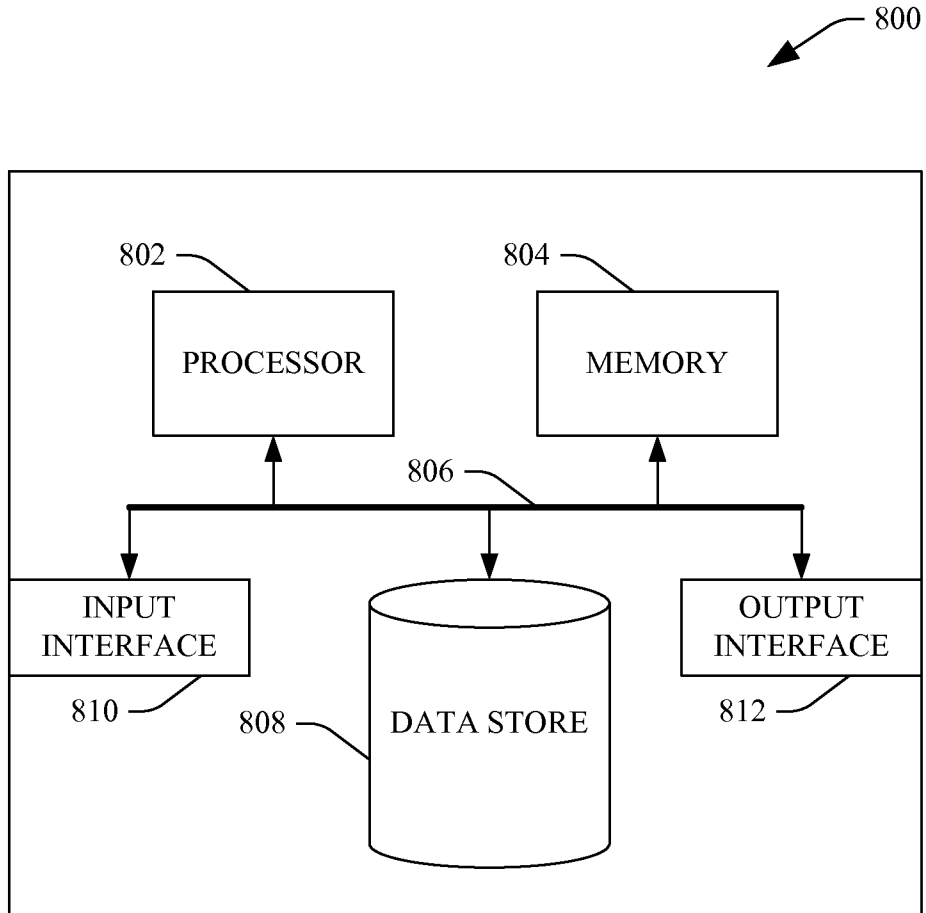 800
802
804
PROCESSOR
MEMORY
806
INPUT
INTERFACE
OUTPUT
INTERFACE
810
808
DATA STORE
812